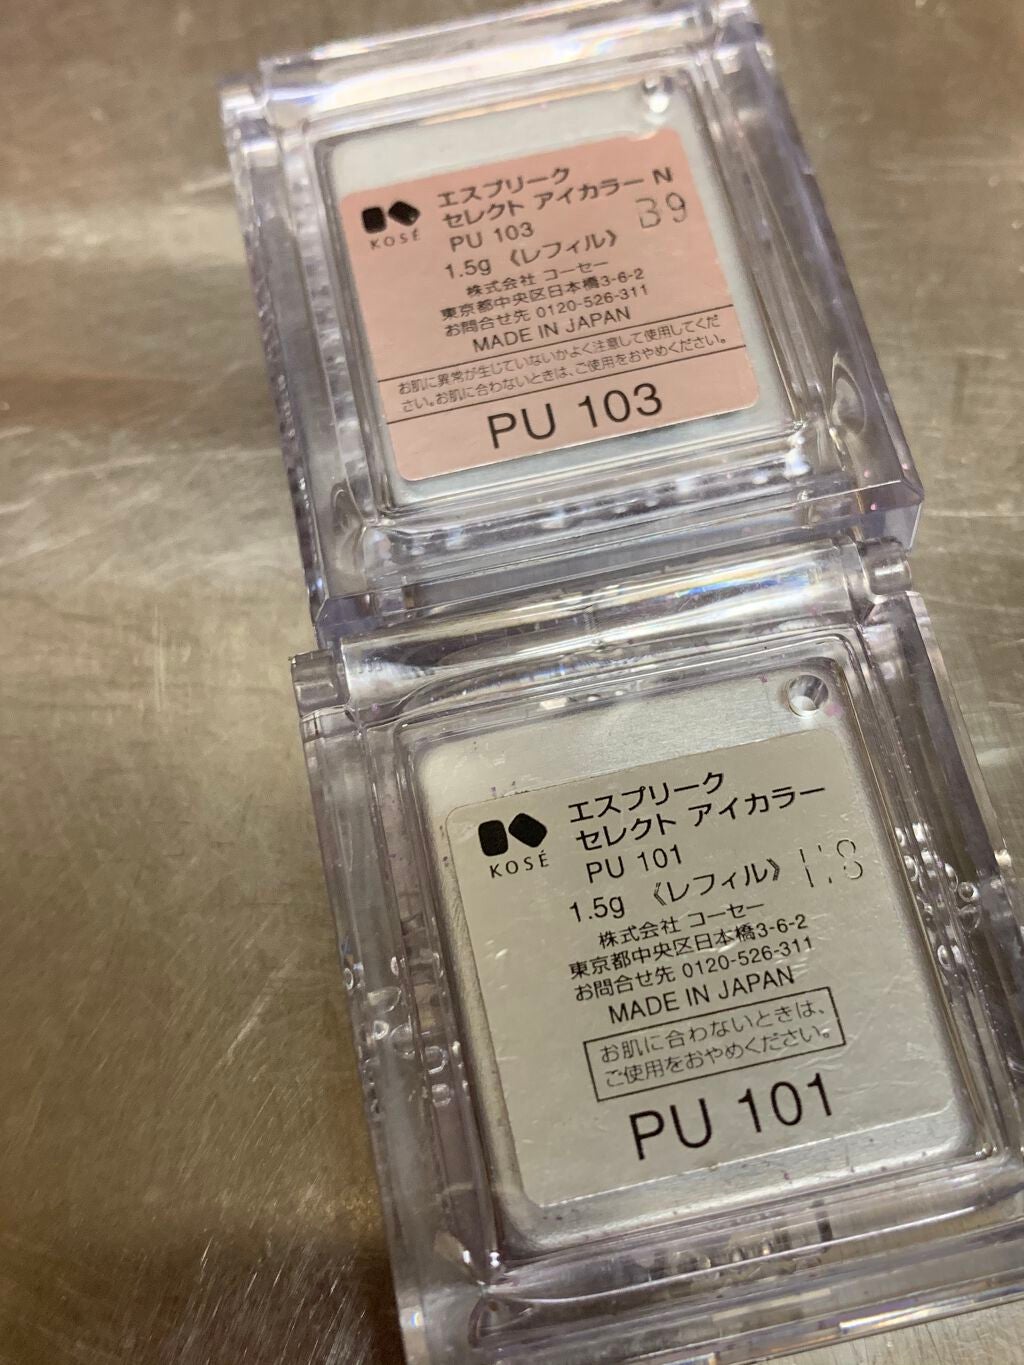 KOSÉ
エスプリーク
セレクト アイカラー N
PU 103
B9
1.5g 《レフィル》
株式会社 コーセー
東京都中央区日本橋3-6-2
お問合せ先 0120-526-311
MADE IN JAPAN
お肌に異常が生じていないかよく注意して使用してくだ
さい。お肌に合わないときは、ご使用をおやめください。
PU 103
KOSÉ
エスプリーク
セレクト アイカラー
PU 101
1.5g 《レフィル》
株式会社 コーセー
東京都中央区日本橋3-6-2
お問合せ先 0120-526-311
MADE IN JAPAN
お肌に合わないときは、
ご使用をおやめください。
PU 101